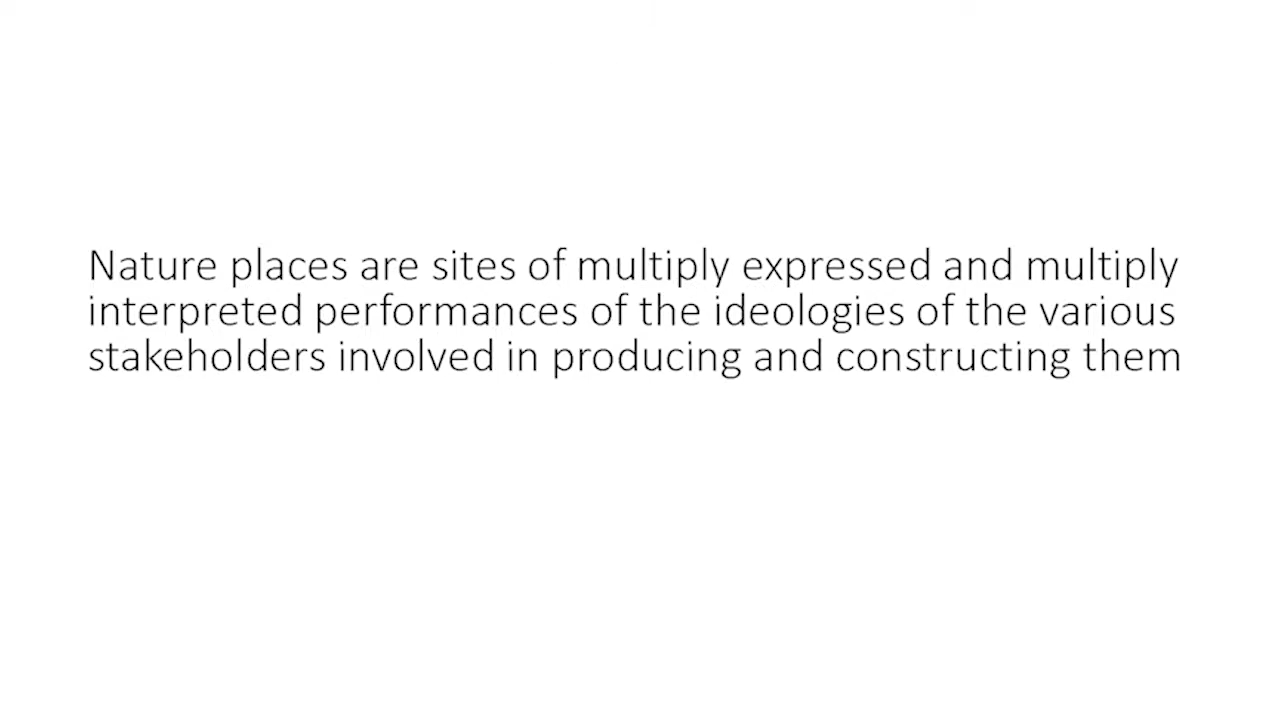 Nature places are sites of multiply expressed and multiply
interpreted performances of the ideologies of the various
stakeholders involved in producing and constructing them